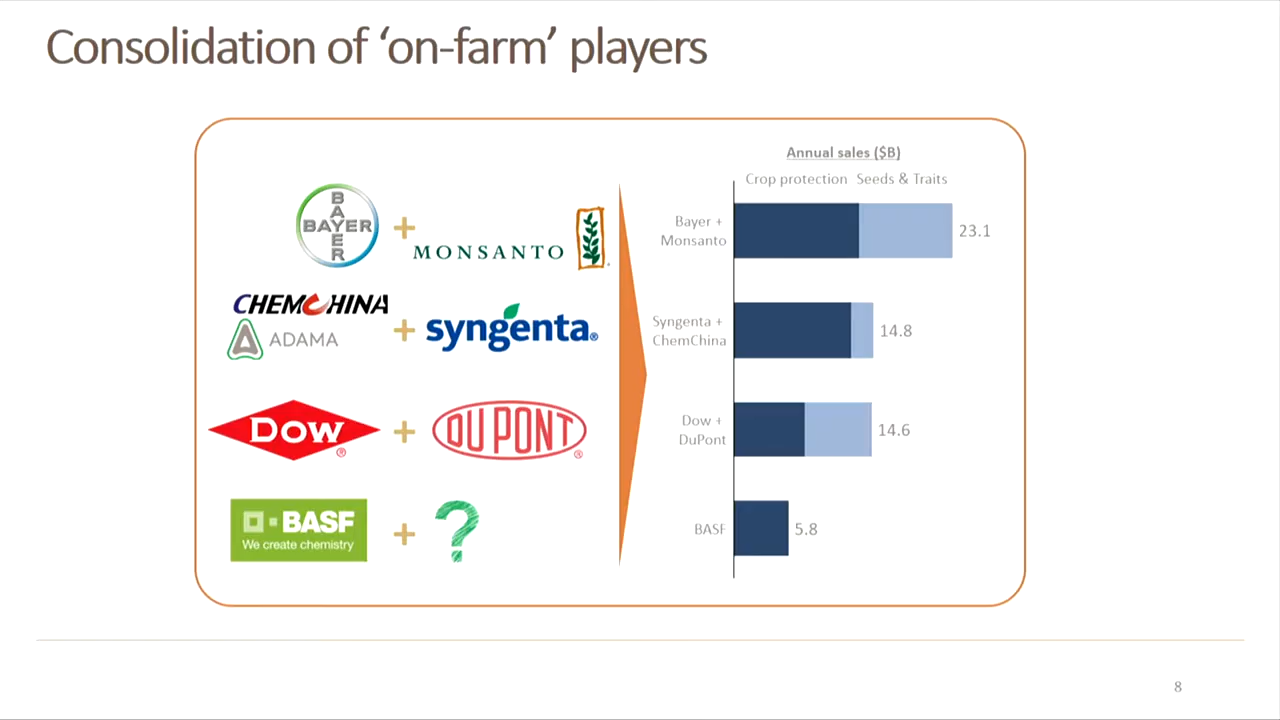 Consolidation of ‘on-farm’ players
BAYER
BAYER
+
MONSANTO
CHEMCHINA
ADAMA
+
syngenta®
DOW®
+
DUPONT®
BASF
We create chemistry
+
?
Annual sales ($B)
Crop protection Seeds & Traits
Bayer +
Monsanto
23.1
Syngenta +
ChemChina
14.8
Dow +
DuPont
14.6
BASF
5.8
8